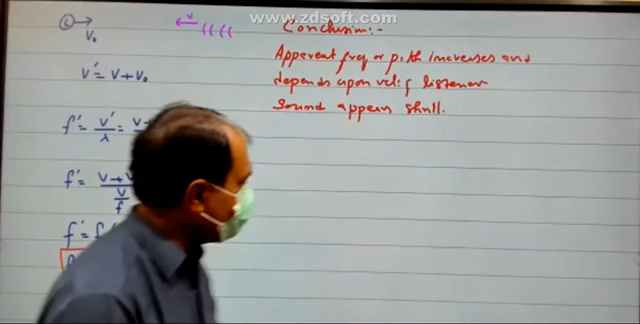 www.zdsoft.com
L
V₀
v
V' = V + V₀
f' = V'/λ =
f' =
V/f
f' = f
Conclusion:-
Apparent freq or pitch increases and
depends upon vel. of listener
Sound appears shrill.